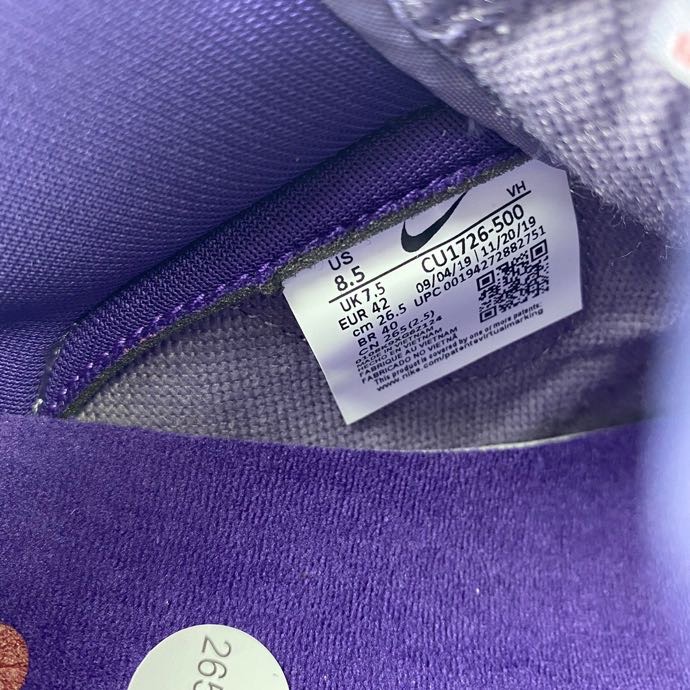 VH
US
8.5
CU1726-500
UK 7.5
09/04/19 | 11/20/19
EUR 42
UPC 00194272882751
cm 26.5
BR 40
CN 265(2.5)
MADE IN VIETNAM
FABRIQUE AU VIETNAM
This product is covered by one or more patents:
www.nike.com/patentsvirtualmarking
265